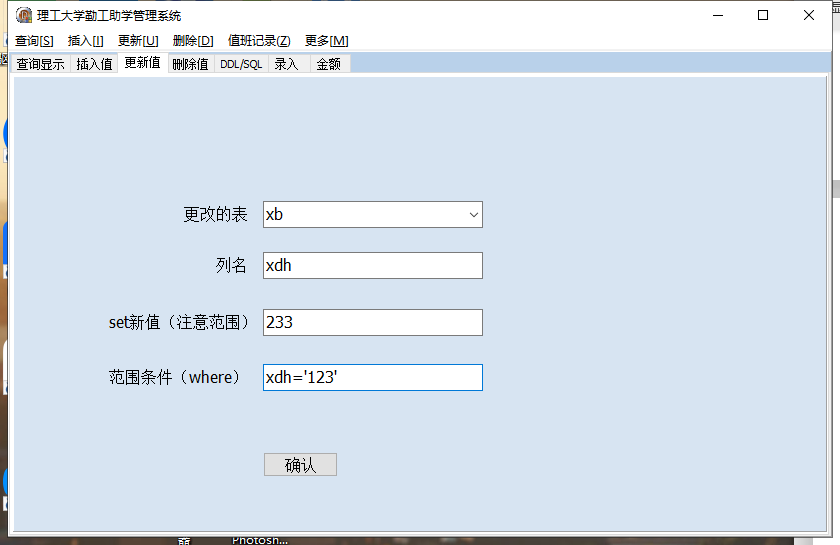 理工大学勤工助学管理系统
查询[S] 插入[I] 更新[U] 删除[D] 值班记录(Z) 更多[M]
查询显示 插入值 更新值 删除值 DDL/SQL 录入 金额
更改的表 xb
列名 xdh
set新值（注意范围） 233
范围条件（where） xdh='123'
确认
Photosh...